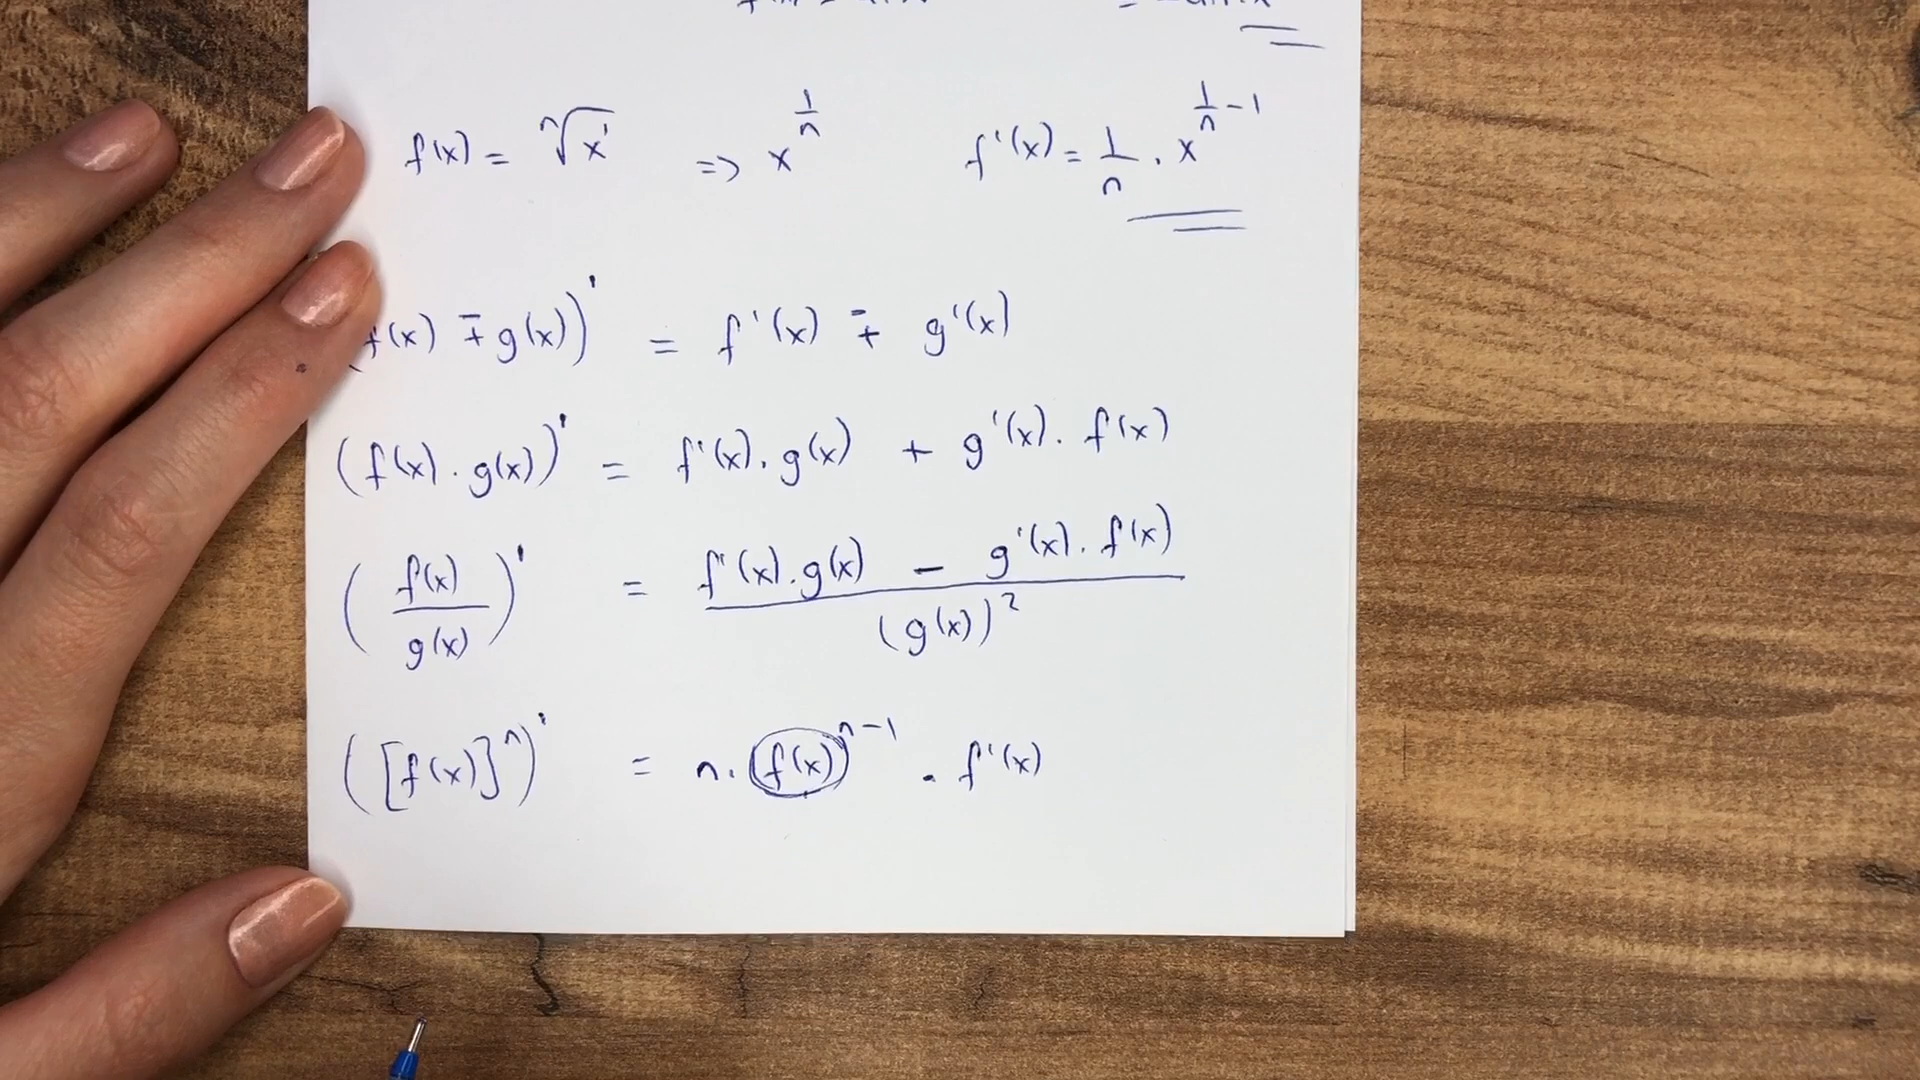 f(x) = ⁿ√x => x^(1/n) f'(x) = 1/n . x^(1/n - 1)
f(x) ∓ g(x))' = f'(x) ∓ g'(x)
(f(x) . g(x))' = f'(x) . g(x) + g'(x) . f(x)
(f(x)/g(x))' = (f'(x) . g(x) - g'(x) . f(x))/(g(x))²
([f(x)]ⁿ)' = n . (f(x))^(n-1) . f'(x)